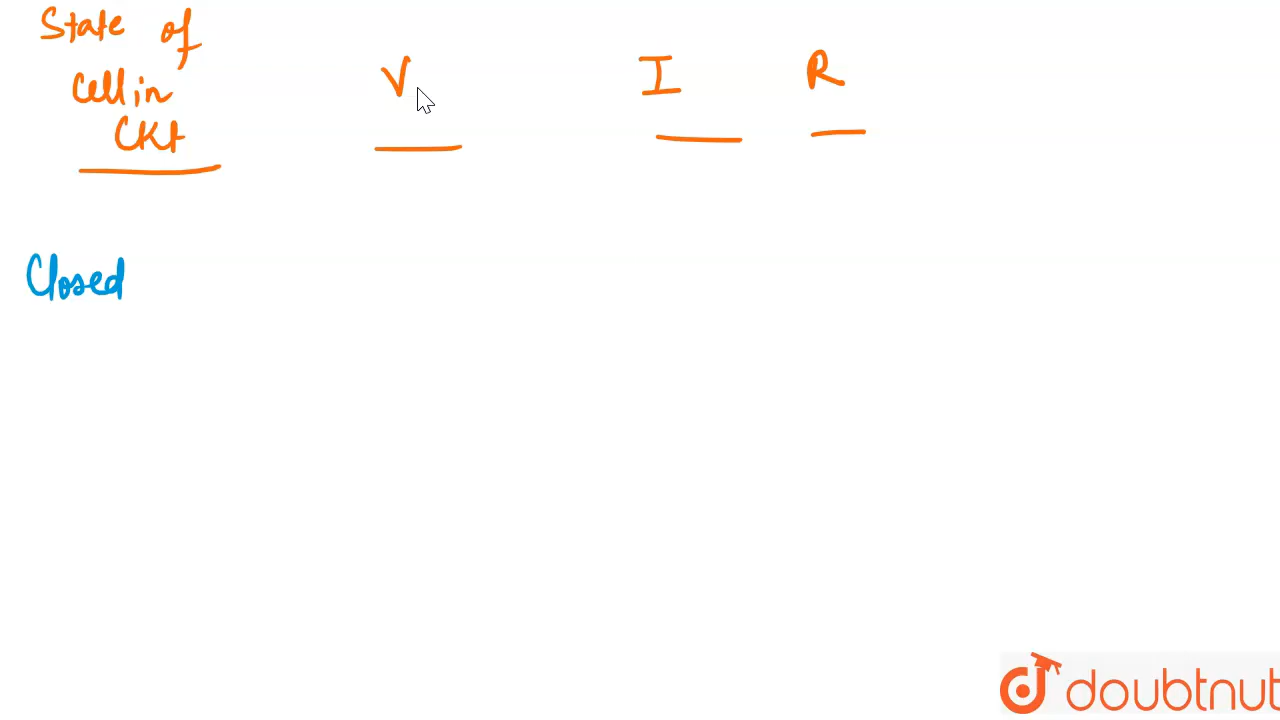 State of
Cell in
CKt
V
I
R
Closed
doubtnut